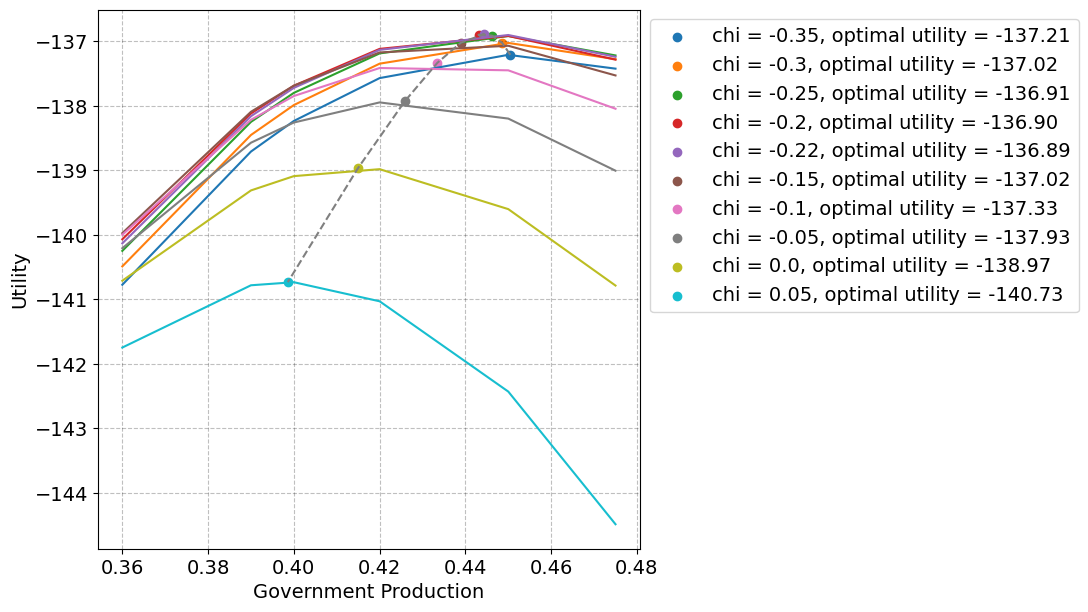 −137
−138
−139
−140
−141
−142
−143
−144
Utility
0.36 0.38 0.40 0.42 0.44 0.46 0.48
Government Production
chi = -0.35, optimal utility = -137.21
chi = -0.3, optimal utility = -137.02
chi = -0.25, optimal utility = -136.91
chi = -0.2, optimal utility = -136.90
chi = -0.22, optimal utility = -136.89
chi = -0.15, optimal utility = -137.02
chi = -0.1, optimal utility = -137.33
chi = -0.05, optimal utility = -137.93
chi = 0.0, optimal utility = -138.97
chi = 0.05, optimal utility = -140.73